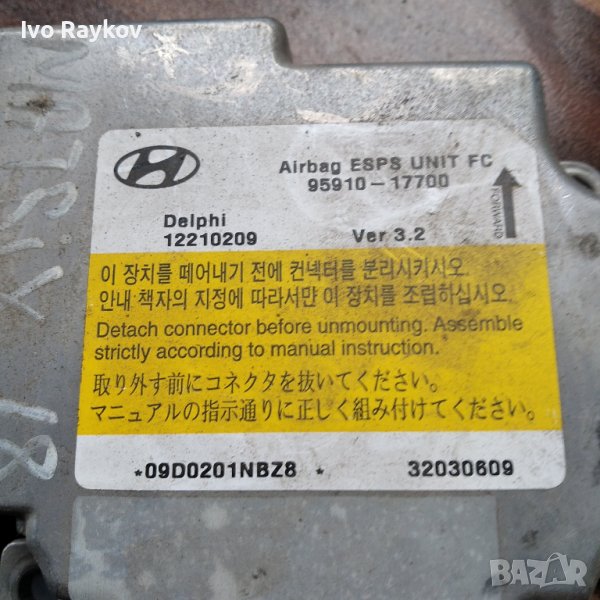 Ivo Raykov
Airbag ESPS UNIT FC
95910-17700
FORWARD
Delphi
12210209
Ver 3.2
이 장치를 떼어내기 전에 컨넥터를 분리시키시오.
안내 책자의 지정에 따라서만 이 장치를 조립하십시오.
Detach connector before unmounting. Assemble
strictly according to manual instruction.
取り外す前にコネクタを抜いてください。
マニュアルの指示通りに正しく組み付けてください。
*09D0201NBZ8 *
32030609
BAZAR